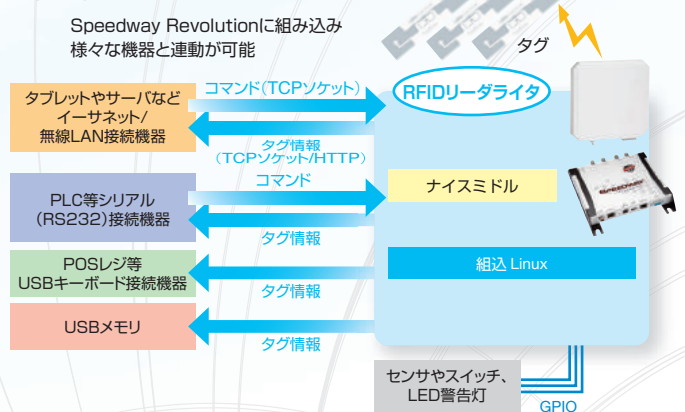 Speedway Revolutionに組み込み
様々な機器と連動が可能
タグ
タブレットやサーバなど
イーサネット/
無線LAN接続機器
コマンド(TCPソケット)
タグ情報
(TCPソケット/HTTP)
RFIDリーダライタ
PLC等シリアル
(RS232)接続機器
コマンド
タグ情報
ナイスミドル
SPEEDWAY
POSレジ等
USBキーボード接続機器
タグ情報
組込 Linux
USBメモリ
タグ情報
センサやスイッチ、
LED警告灯
GPIO